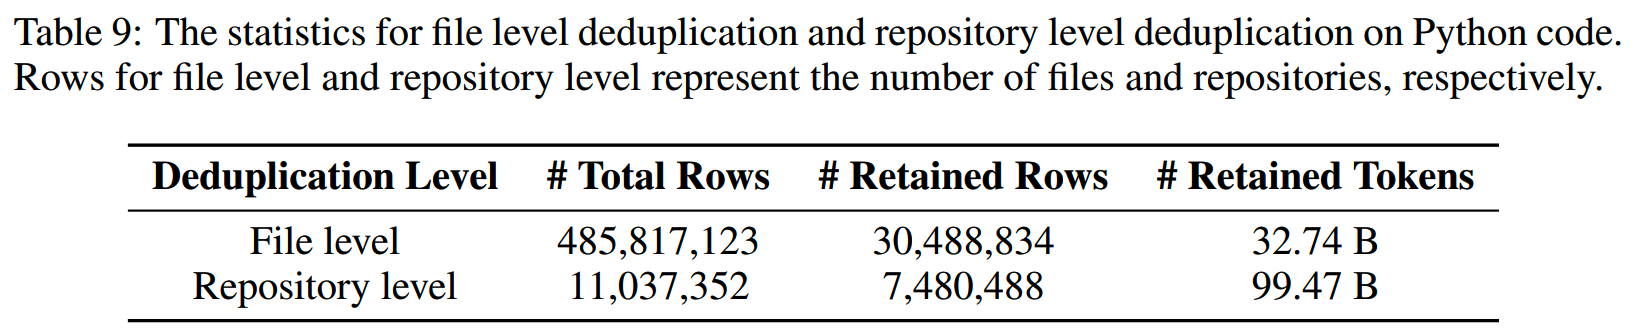 Table 9: The statistics for file level deduplication and repository level deduplication on Python code.
Rows for file level and repository level represent the number of files and repositories, respectively.
Deduplication Level # Total Rows # Retained Rows # Retained Tokens
File level 485,817,123 30,488,834 32.74 B
Repository level 11,037,352 7,480,488 99.47 B